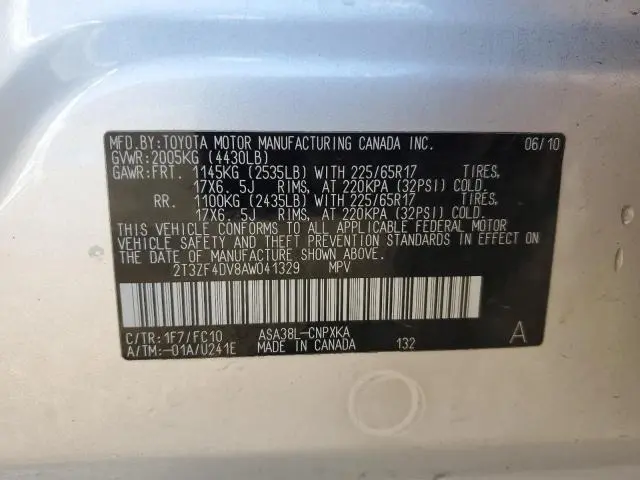 MFD.BY:TOYOTA MOTOR MANUFACTURING CANADA INC. 06/10
GVWR:2005KG (4430LB)
GAWR:FRT. 1145KG (2535LB) WITH 225/65R17 TIRES,
17X6. 5J RIMS, AT 220KPA (32PSI) COLD.
RR. 1100KG (2435LB) WITH 225/65R17 TIRES,
17X6. 5J RIMS, AT 220KPA (32PSI) COLD.
THIS VEHICLE CONFORMS TO ALL APPLICABLE FEDERAL MOTOR
VEHICLE SAFETY AND THEFT PREVENTION STANDARDS IN EFFECT ON
THE DATE OF MANUFACTURE SHOWN ABOVE.
2T3ZF4DV8AW041329 MPV
C/TR:1F7/FC10 ASA38L-CNPXKA A
A/TM:-01A/U241E MADE IN CANADA 132